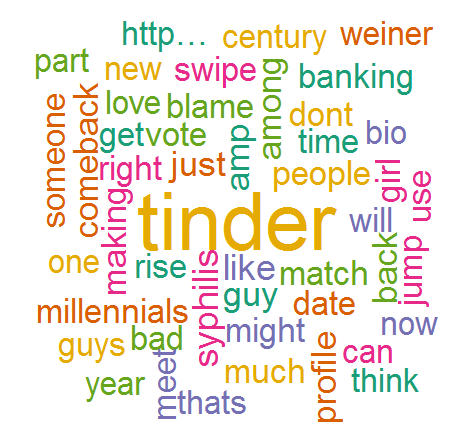 http…
century
weiner
part
new
swipe
banking
among
someone
comeback
love
blame
dont
get
vote
amp
time
bio
right
just
people
girl
use
making
tinder
will
one
rise
syphilis
like
match
back
jump
millennials
guy
date
guys
bad
might
now
meet
profile
can
year
much
think
thats